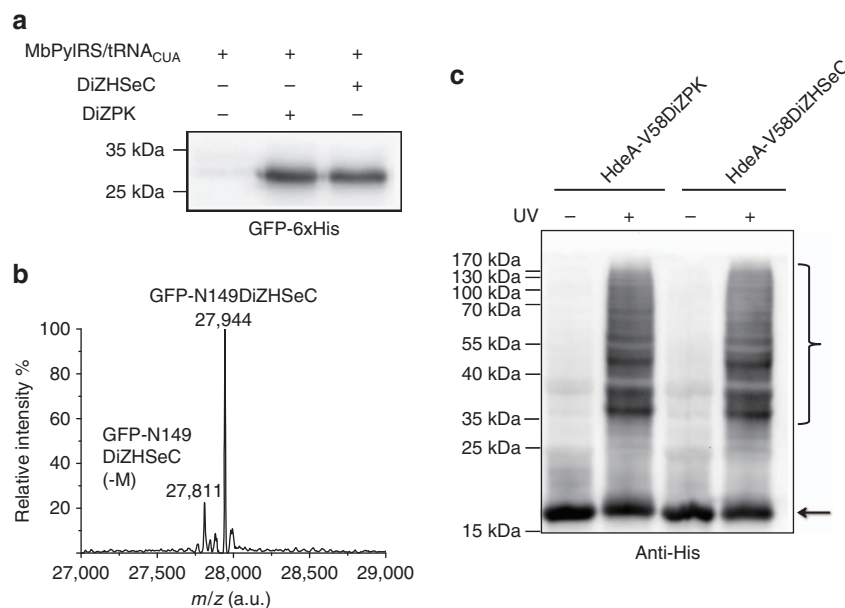 a
MbPylRS/tRNACUA + + +
DiZHSeC – – +
DiZPK – + –
35 kDa
25 kDa
GFP-6xHis
b
GFP-N149DiZHSeC
27,944
GFP-N149
DiZHSeC
(-M)
27,811
Relative intensity %
100
80
60
40
20
27,000 27,500 28,000 28,500 29,000
m/z (a.u.)
c
HdeA-V58DiZPK
HdeA-V58DiZHSeC
UV – + – +
170 kDa
130 kDa
100 kDa
70 kDa
55 kDa
40 kDa
35 kDa
25 kDa
15 kDa
Anti-His